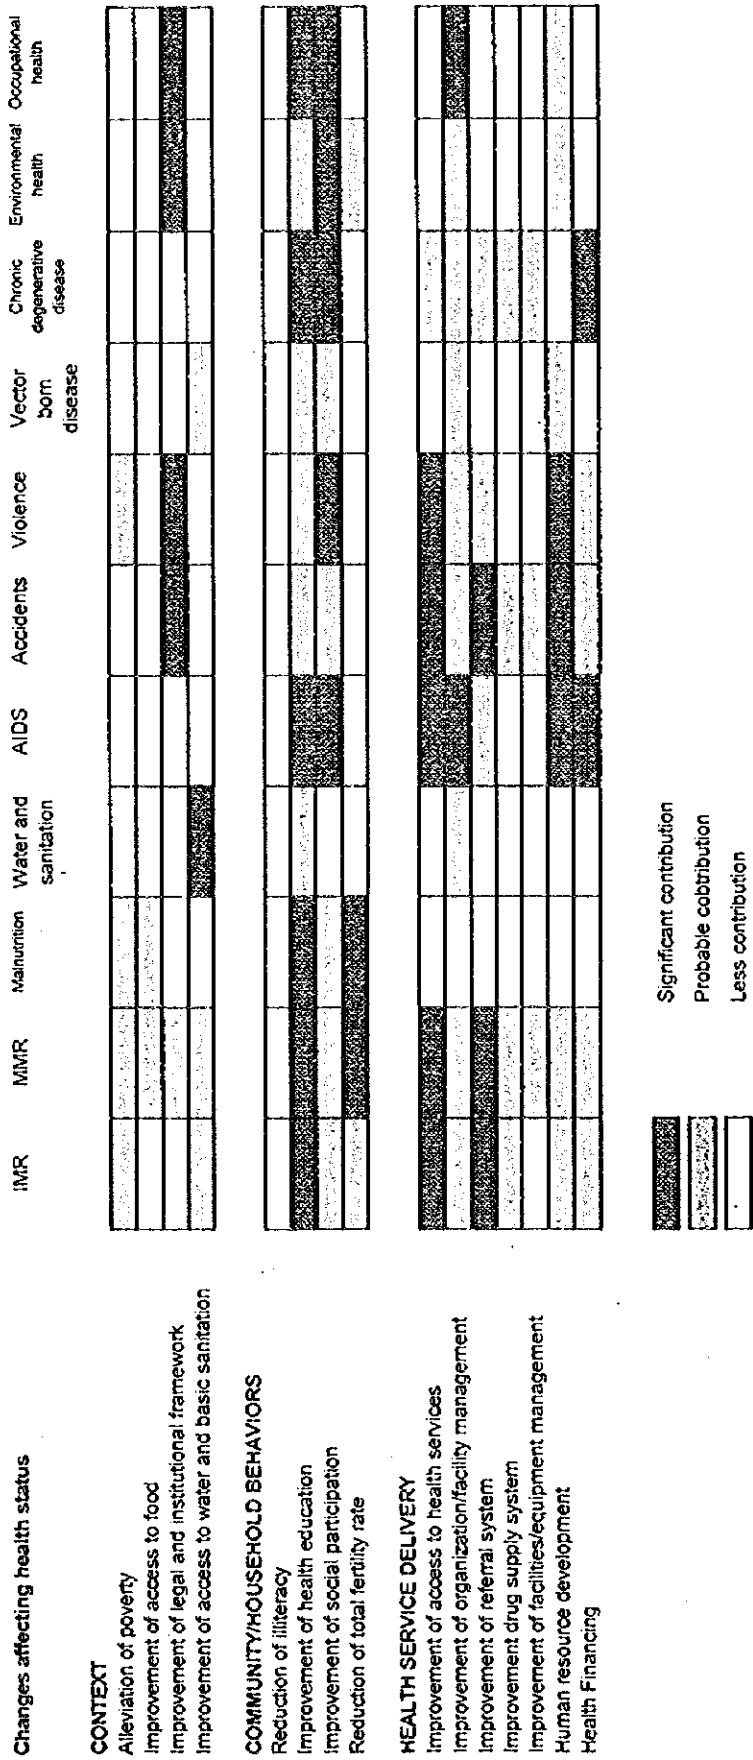 Changes affecting health status
IMR
MMR
Malnutrition
Water and
sanitation
AIDS
Accidents
Violence
Vector
born
disease
Chronic
degenerative
disease
Environmental
health
Occupational
health
CONTEXT
Alleviation of poverty
Improvement of access to food
Improvement of legal and institutional framework
Improvement of access to water and basic sanitation
COMMUNITY/HOUSEHOLD BEHAVIORS
Reduction of illiteracy
Improvement of health education
Improvement of social participation
Reduction of total fertility rate
HEALTH SERVICE DELIVERY
Improvement of access to health services
Improvement of organization/facility management
Improvement of referral system
Improvement drug supply system
Improvement of facilities/equipment management
Human resource development
Health Financing
Significant contribution
Probable cobtribution
Less contribution